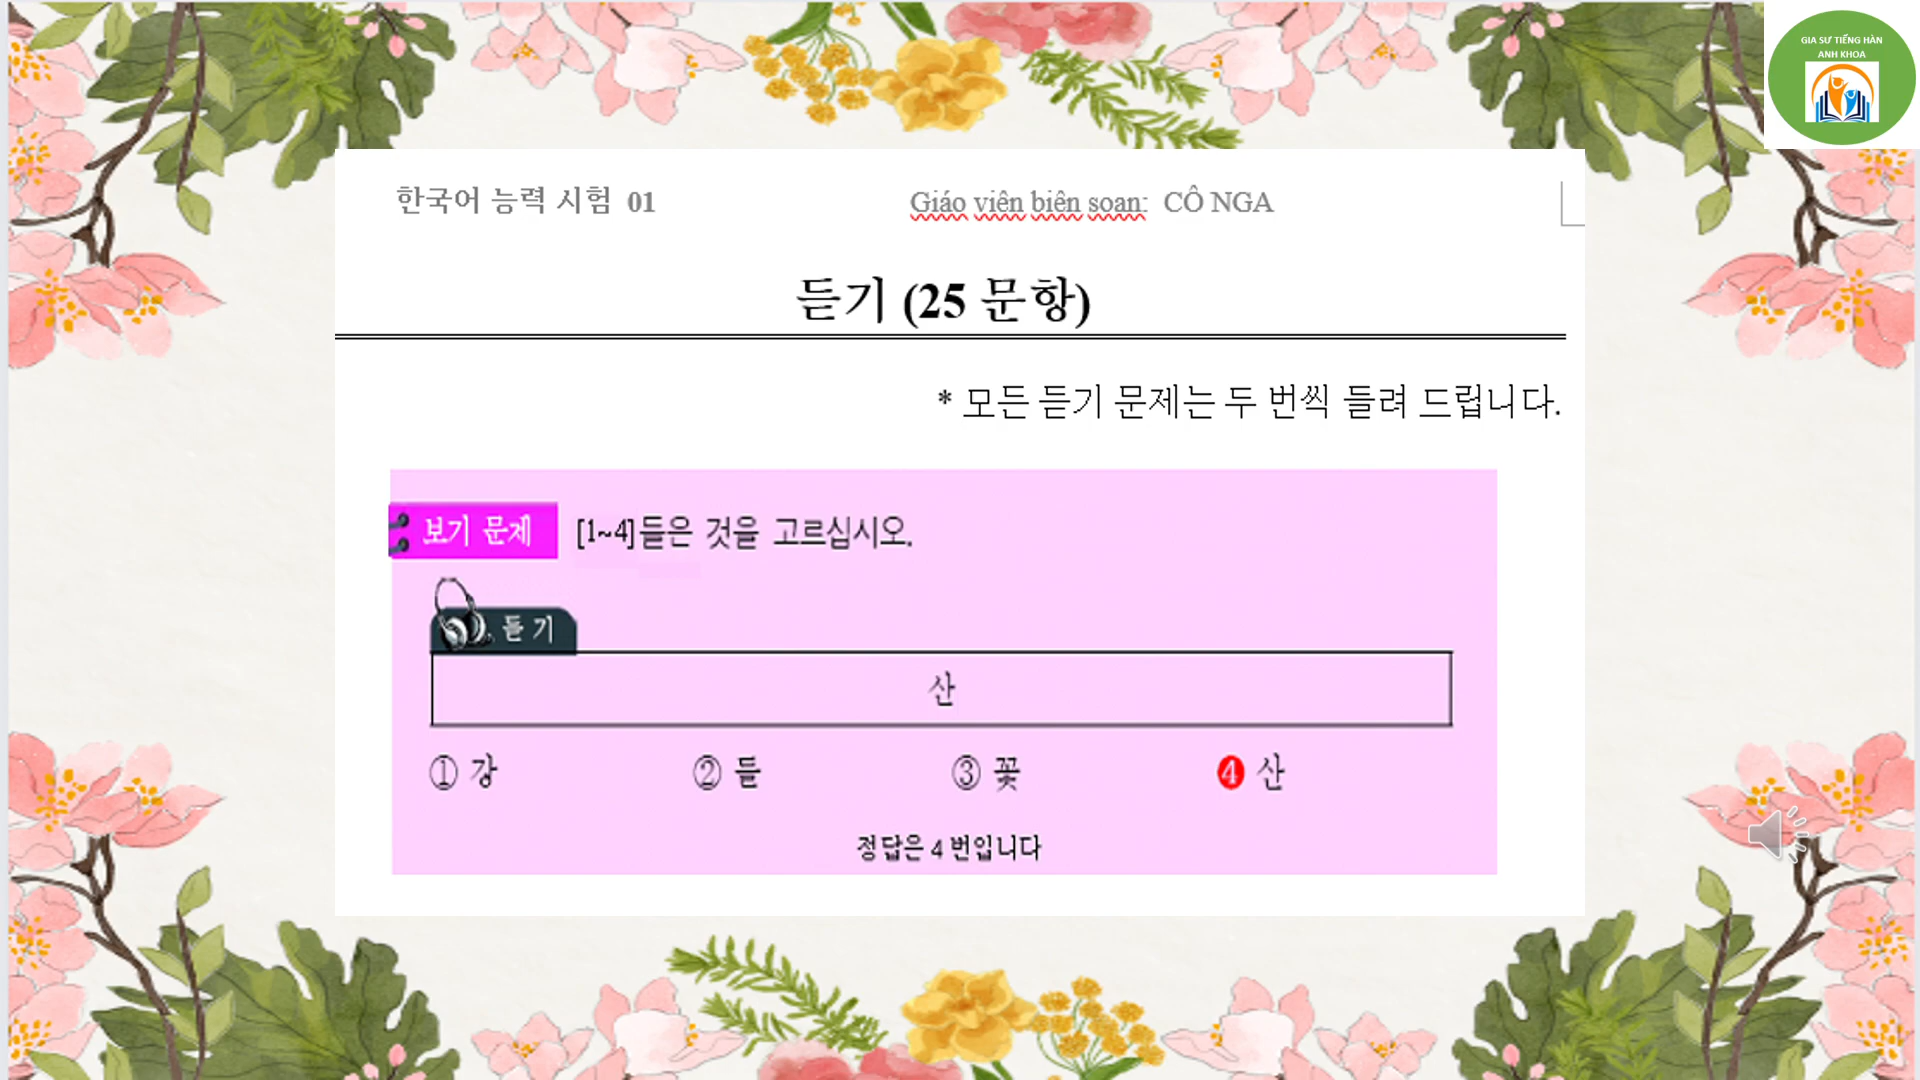 GIA SƯ TIẾNG HÀN
ANH KHOA
한국어 능력 시험 01 Giáo viên biên soan: CÔ NGA
듣기 (25 문항)
* 모든 듣기 문제는 두 번씩 들려 드립니다.
보기 문제 [1~4]들은 것을 고르십시오.
듣기
산
① 강 ② 들 ③ 꽃 ❹ 산
정답은 4 번입니다